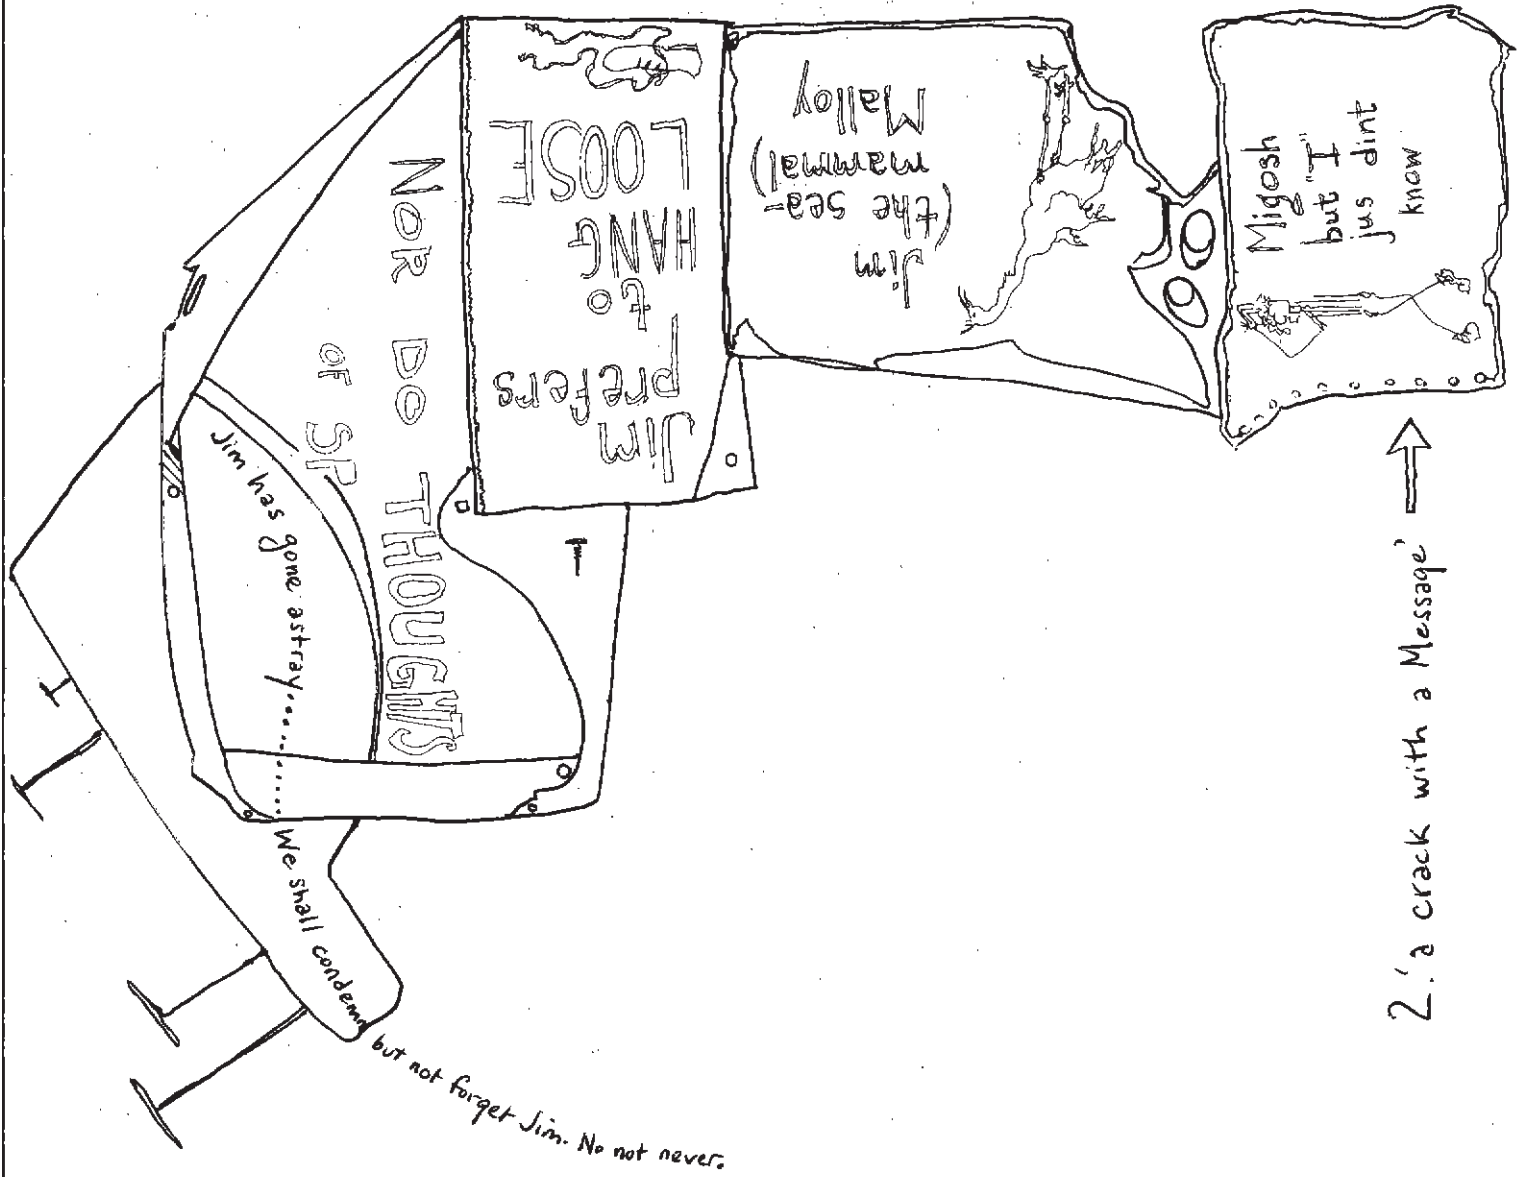 Migosh
but "I"
jus dint
know
Jim
(the sea-
mammal)
Malloy
Jim
prefers
to
HANG
LOOSE
NOR DO THOUGHTS
OF SP
Jim has gone astray............We shall condemn but not forget Jim. No not never.
2.'a crack with a Message'